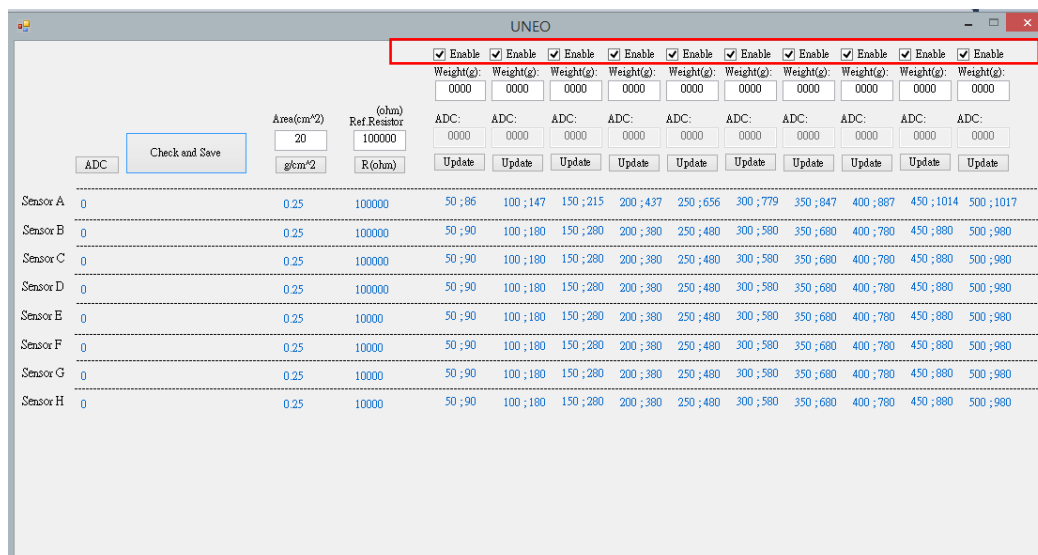 UNEO
Enable Enable Enable Enable Enable Enable Enable Enable Enable Enable
Weight(g): Weight(g): Weight(g): Weight(g): Weight(g): Weight(g): Weight(g): Weight(g): Weight(g): Weight(g):
0000 0000 0000 0000 0000 0000 0000 0000 0000 0000
(ohm)
Area(cm^2) Ref.Resistor ADC: ADC: ADC: ADC: ADC: ADC: ADC: ADC: ADC: ADC:
20 100000 0000 0000 0000 0000 0000 0000 0000 0000 0000 0000
ADC Check and Save g/cm^2 R(ohm) Update Update Update Update Update Update Update Update Update Update
Sensor A 0 0.25 100000 50 ;86 100 ;147 150 ;215 200 ;437 250 ;656 300 ;779 350 ;847 400 ;887 450 ;1014 500 ;1017
Sensor B 0 0.25 100000 50 ;90 100 ;180 150 ;280 200 ;380 250 ;480 300 ;580 350 ;680 400 ;780 450 ;880 500 ;980
Sensor C 0 0.25 100000 50 ;90 100 ;180 150 ;280 200 ;380 250 ;480 300 ;580 350 ;680 400 ;780 450 ;880 500 ;980
Sensor D 0 0.25 100000 50 ;90 100 ;180 150 ;280 200 ;380 250 ;480 300 ;580 350 ;680 400 ;780 450 ;880 500 ;980
Sensor E 0 0.25 10000 50 ;90 100 ;180 150 ;280 200 ;380 250 ;480 300 ;580 350 ;680 400 ;780 450 ;880 500 ;980
Sensor F 0 0.25 10000 50 ;90 100 ;180 150 ;280 200 ;380 250 ;480 300 ;580 350 ;680 400 ;780 450 ;880 500 ;980
Sensor G 0 0.25 10000 50 ;90 100 ;180 150 ;280 200 ;380 250 ;480 300 ;580 350 ;680 400 ;780 450 ;880 500 ;980
Sensor H 0 0.25 10000 50 ;90 100 ;180 150 ;280 200 ;380 250 ;480 300 ;580 350 ;680 400 ;780 450 ;880 500 ;980